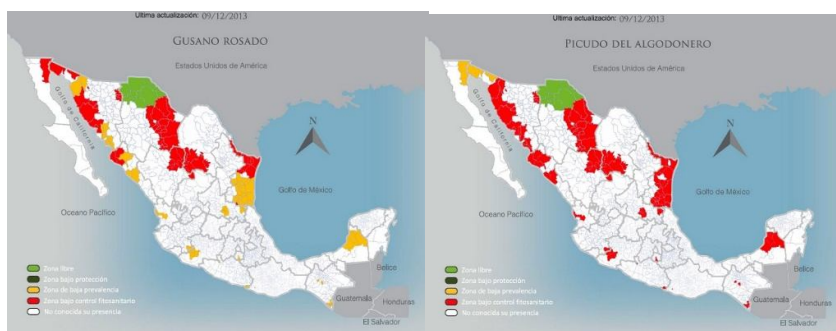 Ultima actualización: 09/12/2013
GUSANO ROSADO
Estados Unidos de América
Golfo de California
N
Golfo de México
Oceano Pacífico
Belice
Guatemala
Honduras
El Salvador
Zona libre
Zona bajo protección
Zona de baja prevalencia
Zona bajo control fitosanitario
No conocida su presencia
Ultima actualización: 09/12/2013
PICUDO DEL ALGODONERO
Estados Unidos de América
Golfo de California
N
Golfo de México
Oceano Pacífico
Belice
Guatemala
Honduras
El Salvador
Zona libre
Zona bajo protección
Zona de baja prevalencia
Zona bajo control fitosanitario
No conocida su presencia